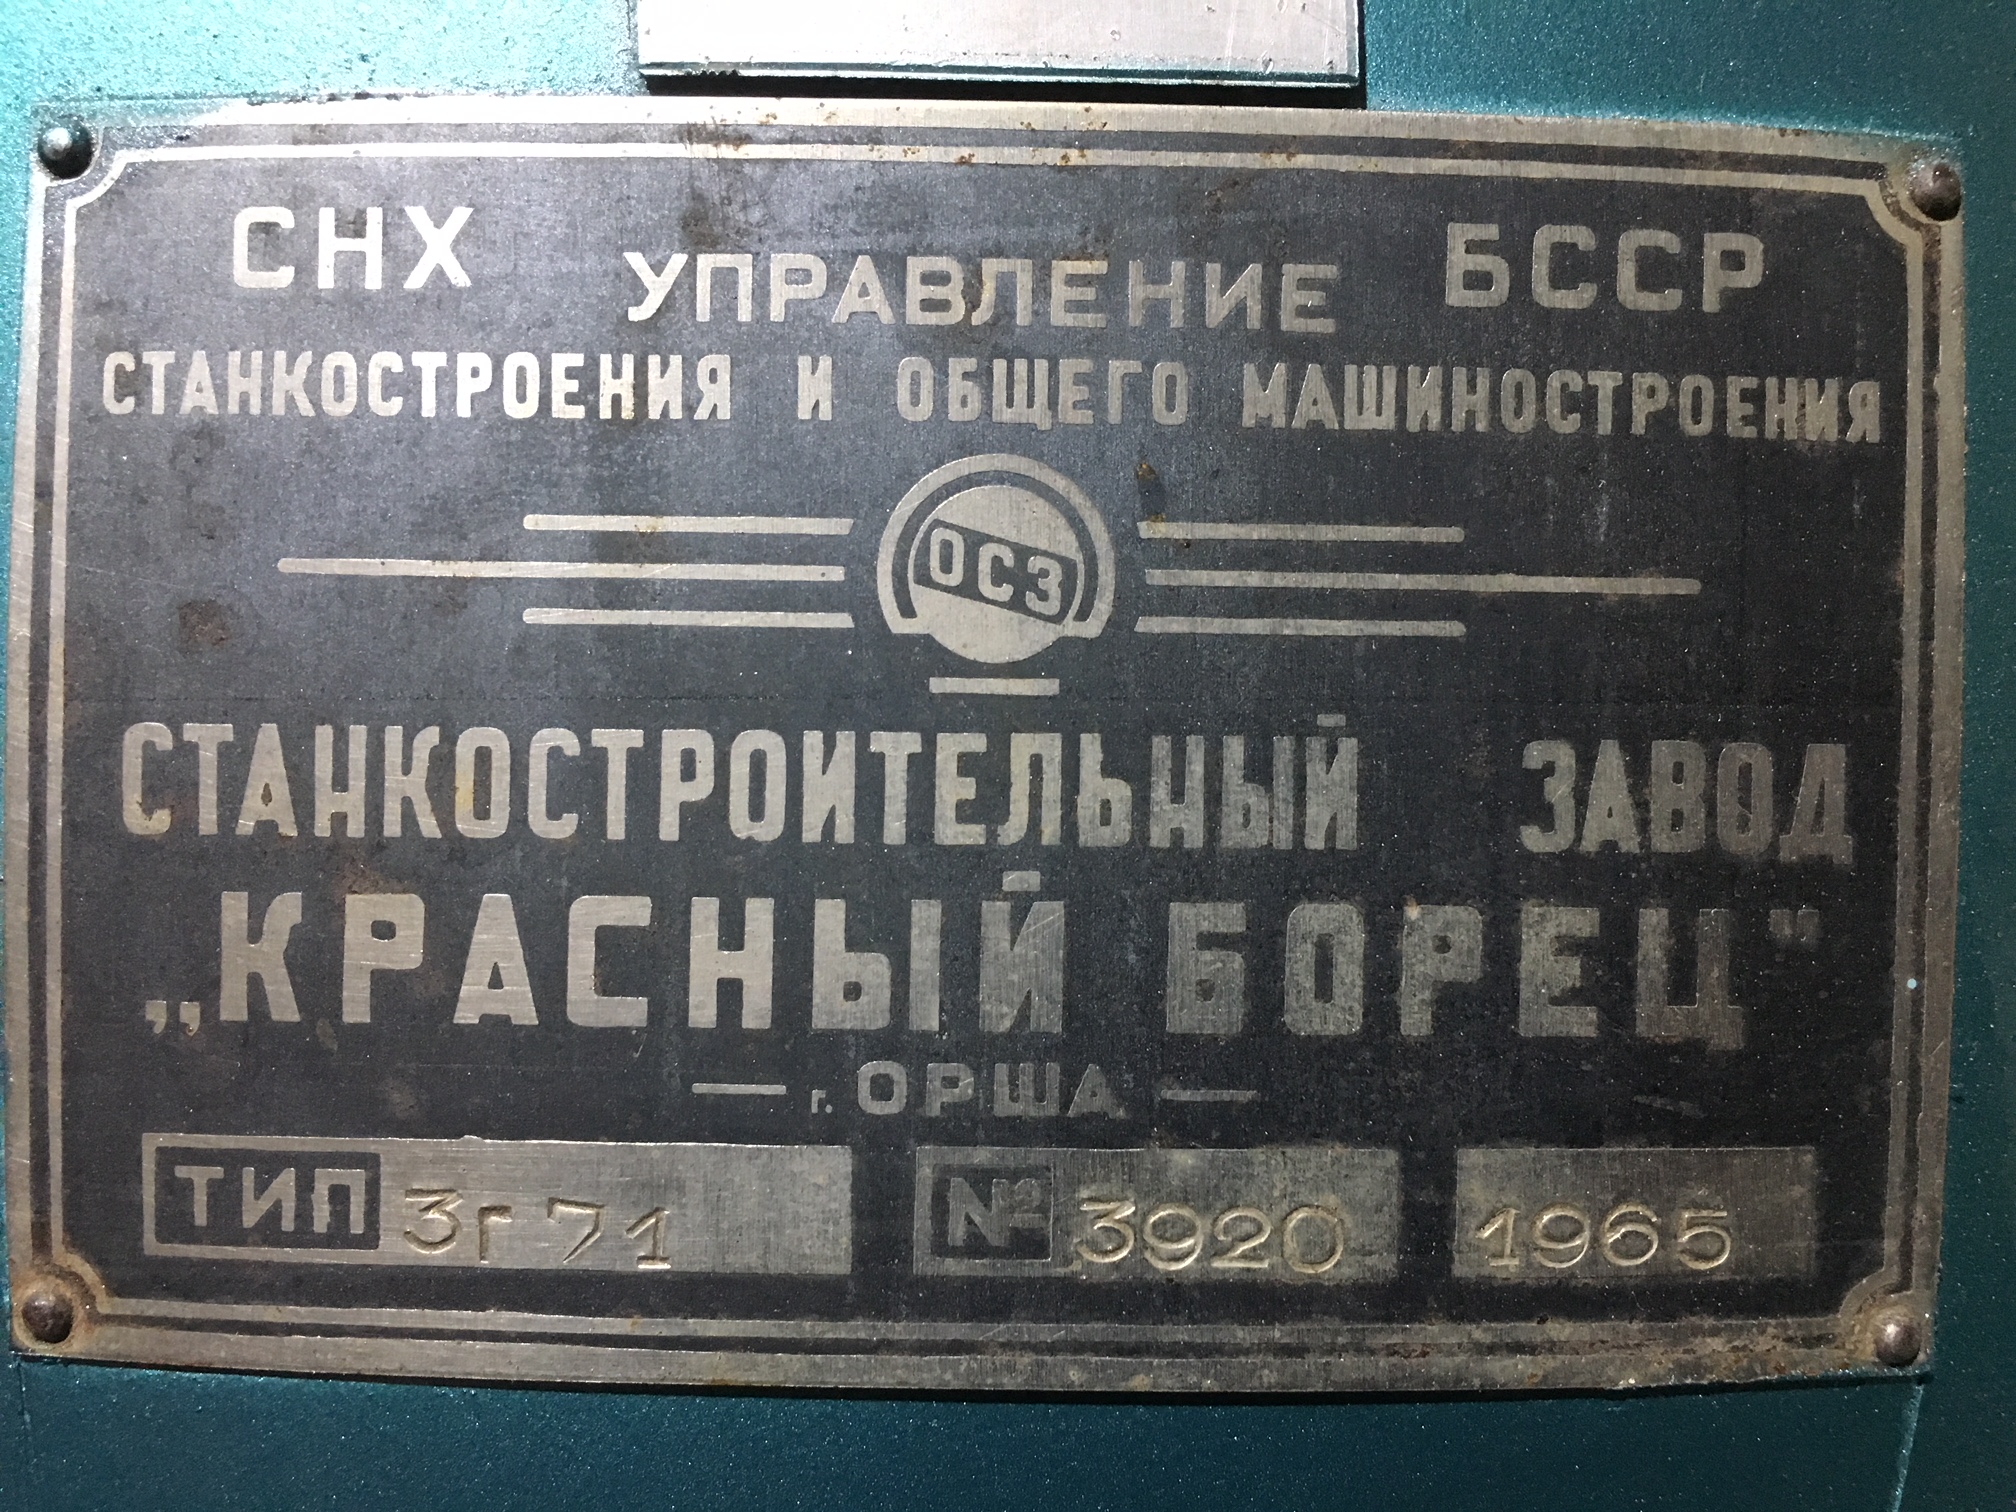 СНХ УПРАВЛЕНИЕ БССР
СТАНКОСТРОЕНИЯ И ОБЩЕГО МАШИНОСТРОЕНИЯ
ОСЗ
СТАНКОСТРОИТЕЛЬНЫЙ ЗАВОД
„КРАСНЫЙ БОРЕЦ"
— г. ОРША —
ТИП 3г71 № 3920 1965